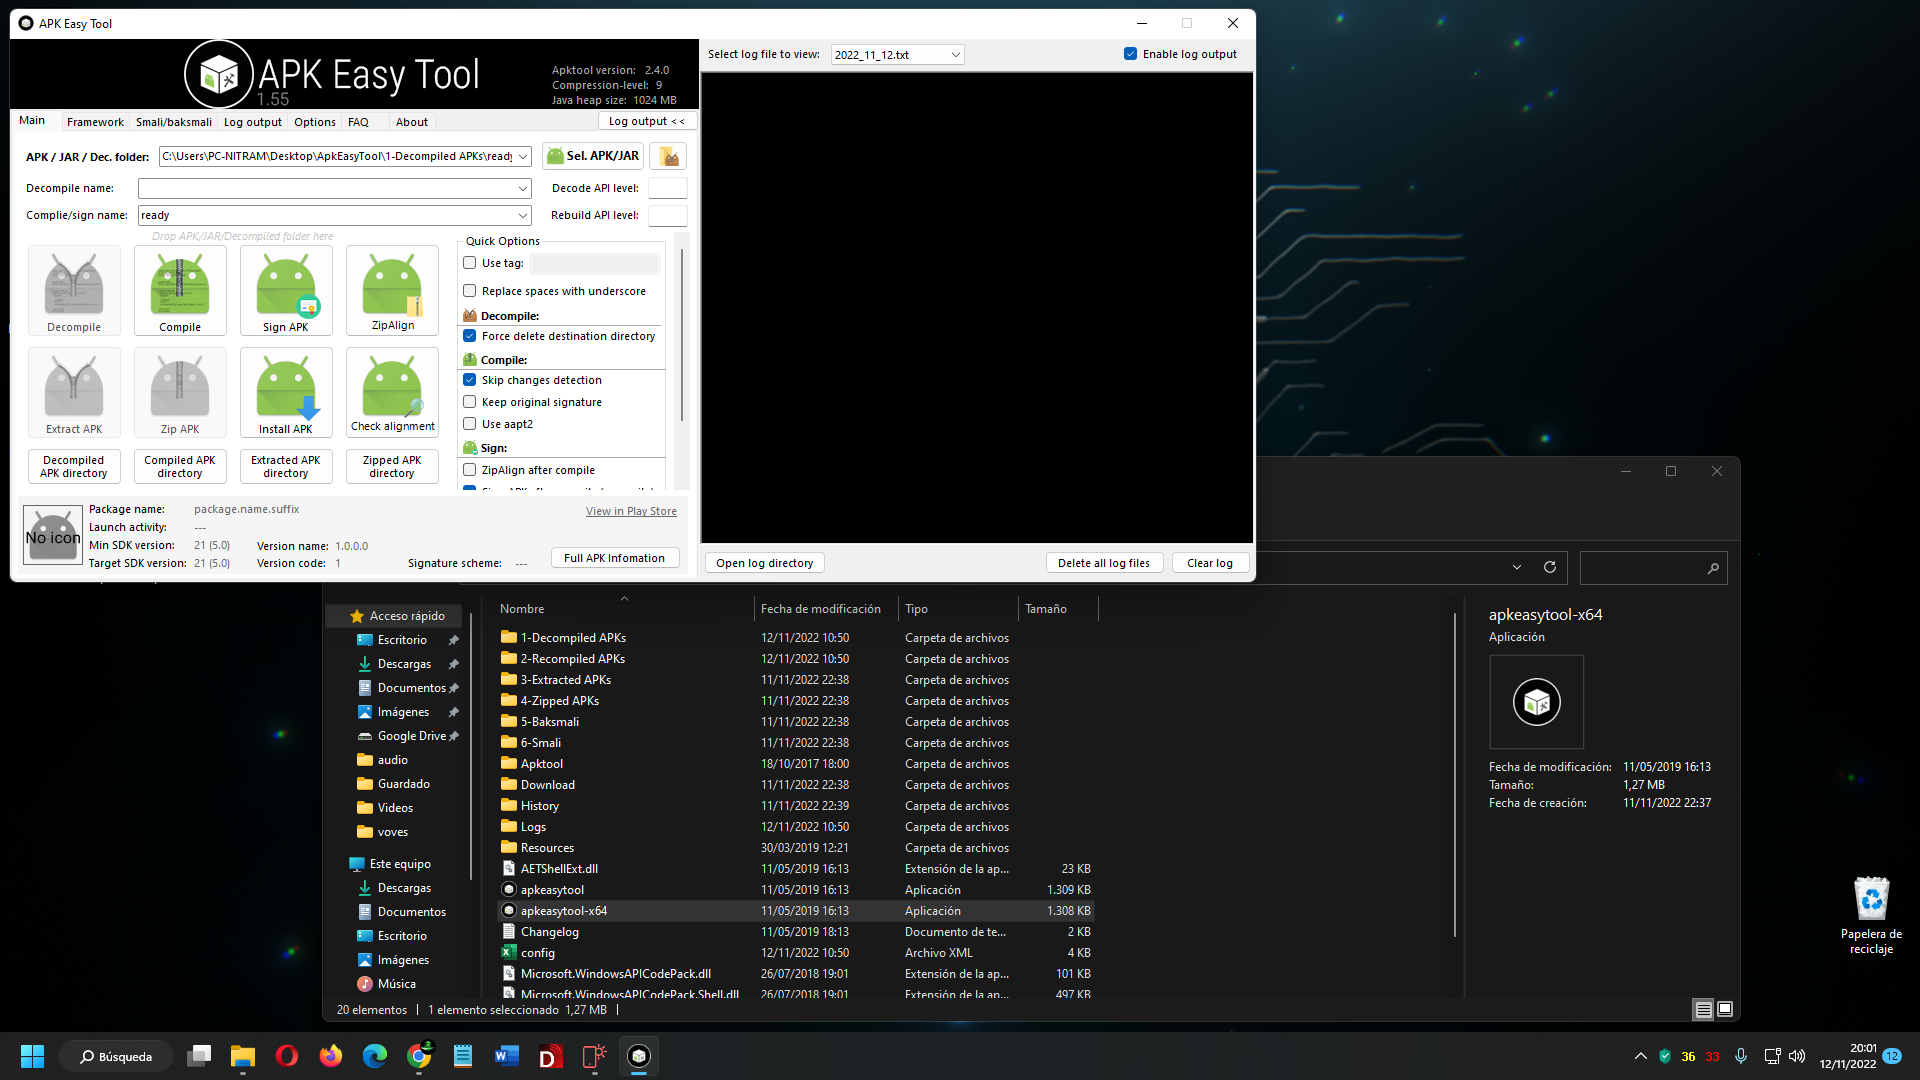 APK Easy Tool
APK Easy Tool
1.55
Apktool version: 2.4.0
Compression-level: 9
Java heap size: 1024 MB
Select log file to view:
2022_11_12.txt
Enable log output
Main
Framework
Smali/baksmali
Log output
Options
FAQ
About
Log output <<
APK / JAR / Dec. folder:
C:\Users\PC-NITRAM\Desktop\ApkEasyTool\1-Decompiled APKs\ready
Sel. APK/JAR
Decompile name:
Decode API level:
Complie/sign name:
ready
Rebuild API level:
Drop APK/JAR/Decompiled folder here
Decompile
Compile
Sign APK
ZipAlign
Extract APK
Zip APK
Install APK
Check alignment
Decompiled APK directory
Compiled APK directory
Extracted APK directory
Zipped APK directory
Quick Options
Use tag:
Replace spaces with underscore
Decompile:
Force delete destination directory
Compile:
Skip changes detection
Keep original signature
Use aapt2
Sign:
ZipAlign after compile
No icon
Package name: package.name.suffix
View in Play Store
Launch activity: ---
Min SDK version: 21 (5.0)
Version name: 1.0.0.0
Target SDK version: 21 (5.0)
Version code: 1
Signature scheme: ---
Full APK Infomation
Open log directory
Delete all log files
Clear log
Acceso rápido
Escritorio
Descargas
Documentos
Imágenes
Google Drive
audio
Guardado
Videos
voves
Este equipo
Descargas
Documentos
Escritorio
Imágenes
Música
Nombre Fecha de modificación Tipo Tamaño
1-Decompiled APKs 12/11/2022 10:50 Carpeta de archivos
2-Recompiled APKs 12/11/2022 10:50 Carpeta de archivos
3-Extracted APKs 11/11/2022 22:38 Carpeta de archivos
4-Zipped APKs 11/11/2022 22:38 Carpeta de archivos
5-Baksmali 11/11/2022 22:38 Carpeta de archivos
6-Smali 11/11/2022 22:38 Carpeta de archivos
Apktool 18/10/2017 18:00 Carpeta de archivos
Download 11/11/2022 22:38 Carpeta de archivos
History 11/11/2022 22:39 Carpeta de archivos
Logs 12/11/2022 10:50 Carpeta de archivos
Resources 30/03/2019 12:21 Carpeta de archivos
AETShellExt.dll 11/05/2019 16:13 Extensión de la ap... 23 KB
apkeasytool 11/05/2019 16:13 Aplicación 1.309 KB
apkeasytool-x64 11/05/2019 16:13 Aplicación 1.308 KB
Changelog 11/05/2019 18:13 Documento de te... 2 KB
config 12/11/2022 10:50 Archivo XML 4 KB
Microsoft.WindowsAPICodePack.dll 26/07/2018 19:01 Extensión de la ap... 101 KB
Microsoft.WindowsAPICodePack.Shell.dll 26/07/2018 19:01 Extensión de la ap... 497 KB
apkeasytool-x64
Aplicación
Fecha de modificación: 11/05/2019 16:13
Tamaño: 1,27 MB
Fecha de creación: 11/11/2022 22:37
20 elementos
1 elemento seleccionado 1,27 MB
Papelera de reciclaje
Búsqueda
36
33
20:01
12/11/2022
12